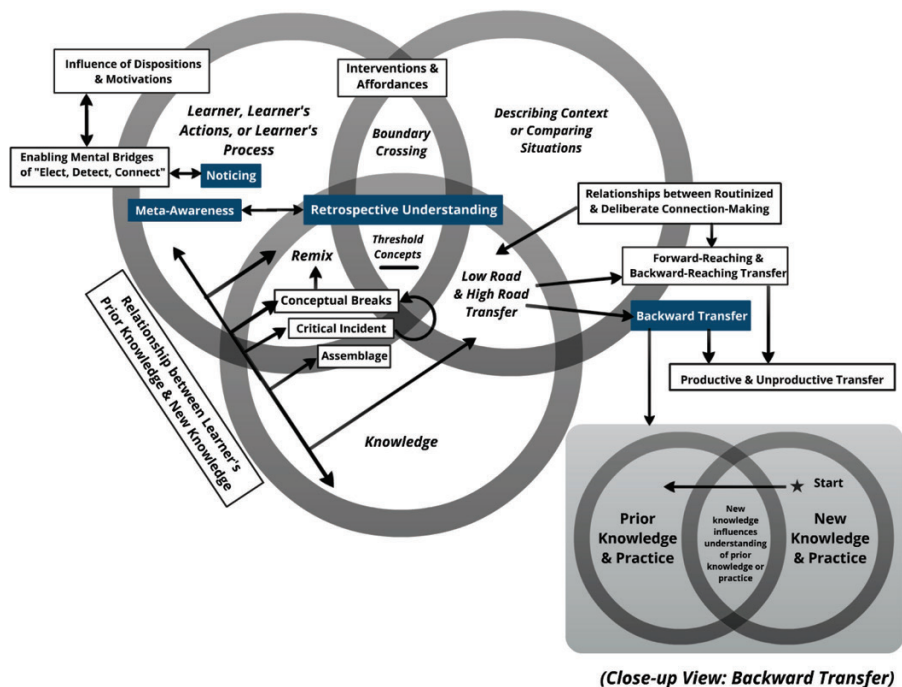 Influence of Dispositions
& Motivations
Interventions &
Affordances
Learner, Learner's
Actions, or Learner's
Process
Boundary
Crossing
Describing Context
or Comparing
Situations
Enabling Mental Bridges
of "Elect, Detect, Connect"
Noticing
Meta-Awareness
Retrospective Understanding
Relationships between Routinized
& Deliberate Connection-Making
Threshold
Concepts
Remix
Low Road
& High Road
Transfer
Forward-Reaching &
Backward-Reaching Transfer
Conceptual Breaks
Critical Incident
Assemblage
Backward Transfer
Productive & Unproductive Transfer
Relationship between Learner's
Prior Knowledge & New Knowledge
Knowledge
Start
Prior
Knowledge
& Practice
New
knowledge
influences
understanding
of prior
knowledge or
practice
New
Knowledge
& Practice
(Close-up View: Backward Transfer)